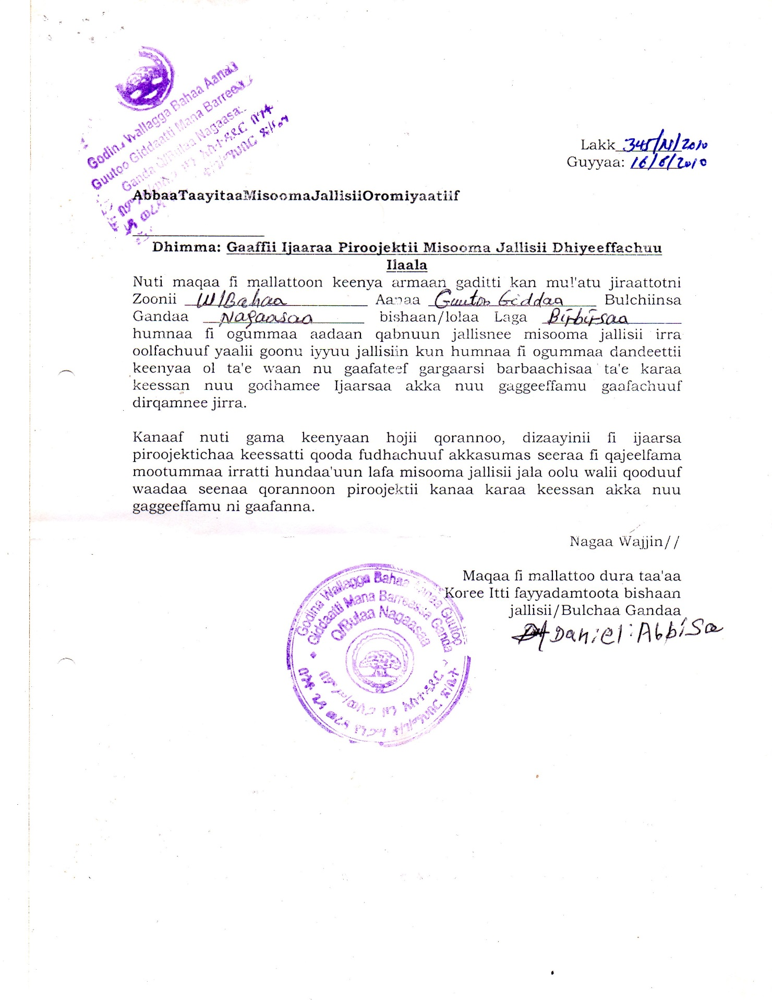 Godina Wallagga Bahaa Aanaa
Guutoo Giddaatti Mana Barreessa
Ganda Q/Bulaa Nagaasaa
አስተዳደር በጉቶ
Lakk 345/M/2010
Guyyaa: 16/6/2010
AbbaaTaayitaaMisoomaJallisiiOromiyaatiif
Dhimma: Gaaffii Ijaaraa Piroojektii Misooma Jallisii Dhiyeeffachuu
Ilaala
Nuti maqaa fi mallattoon keenya armaan gaditti kan mul'atu jiraattotni
Zoonii W/Bahaa Aanaa Guutoo Giddaa Bulchiinsa
Gandaa Nagaasaa bishaan/lolaa Laga Birbirsaa
humnaa fi ogummaa aadaan qabnuun jallisnee misooma jallisii irra
oolfachuuf yaalii goonu iyyuu jallisiin kun humnaa fi ogummaa dandeettii
keenyaa ol ta'e waan nu gaafateef gargaarsi barbaachisaa ta'e karaa
keessan nuu godhamee Ijaarsaa akka nuu gaggeeffamu gaafachuuf
dirqamnee jirra.
Kanaaf nuti gama keenyaan hojii qorannoo, dizaayinii fi ijaarsa
piroojektichaa keessatti qooda fudhachuuf akkasumas seeraa fi qajeelfama
mootummaa irratti hundaa'uun lafa misooma jallisii jala oolu walii qooduuf
waadaa seenaa qorannoon piroojektii kanaa karaa keessan akka nuu
gaggeeffamu ni gaafanna.
Nagaa Wajjin//
Maqaa fi mallattoo dura taa'aa
Koree Itti fayyadamtoota bishaan
jallisii/Bulchaa Gandaa
Daniel: Abbisa
Godina Wallagga Bahaa Aanaa Guutoo
Giddaatti Mana Barreessa Ganda
Q/Bulaa Nagaasaa